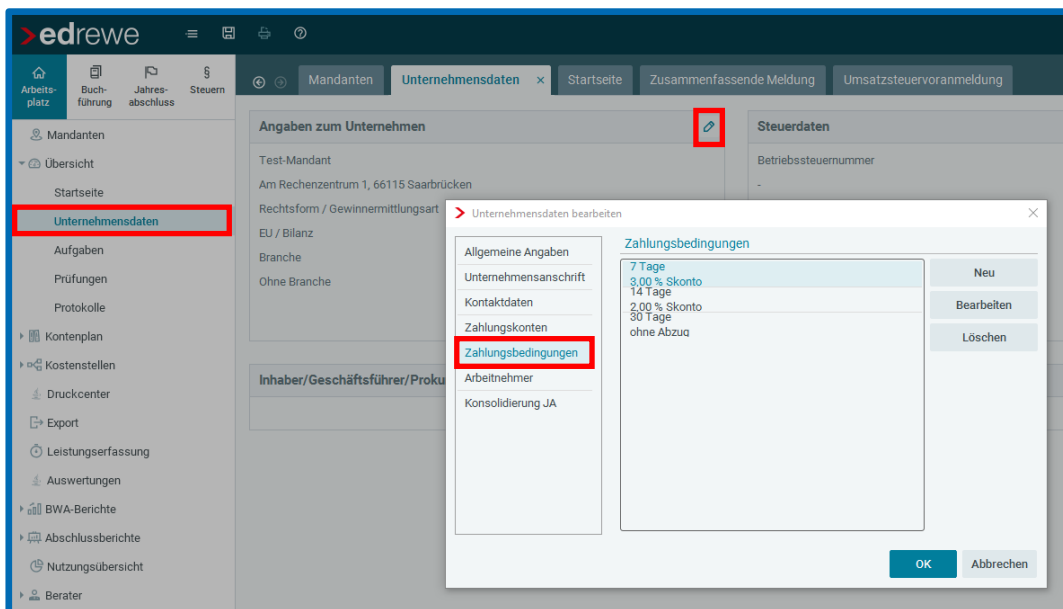 edrewe
Arbeits-
platz
Buch-
führung
Jahres-
abschluss
§
Steuern
Mandanten
Unternehmensdaten ×
Startseite
Zusammenfassende Meldung
Umsatzsteuervoranmeldung
Mandanten
Übersicht
Startseite
Unternehmensdaten
Aufgaben
Prüfungen
Protokolle
Kontenplan
Kostenstellen
Druckcenter
Export
Leistungserfassung
Auswertungen
BWA-Berichte
Abschlussberichte
Nutzungsübersicht
Berater
Angaben zum Unternehmen
Test-Mandant
Am Rechenzentrum 1, 66115 Saarbrücken
Rechtsform / Gewinnermittlungsart
EU / Bilanz
Branche
Ohne Branche
Inhaber/Geschäftsführer/Proku
Steuerdaten
Betriebssteuernummer
-
Unternehmensdaten bearbeiten
Allgemeine Angaben
Unternehmensanschrift
Kontaktdaten
Zahlungskonten
Zahlungsbedingungen
Arbeitnehmer
Konsolidierung JA
Zahlungsbedingungen
7 Tage
3,00 % Skonto
14 Tage
2,00 % Skonto
30 Tage
ohne Abzug
Neu
Bearbeiten
Löschen
OK
Abbrechen